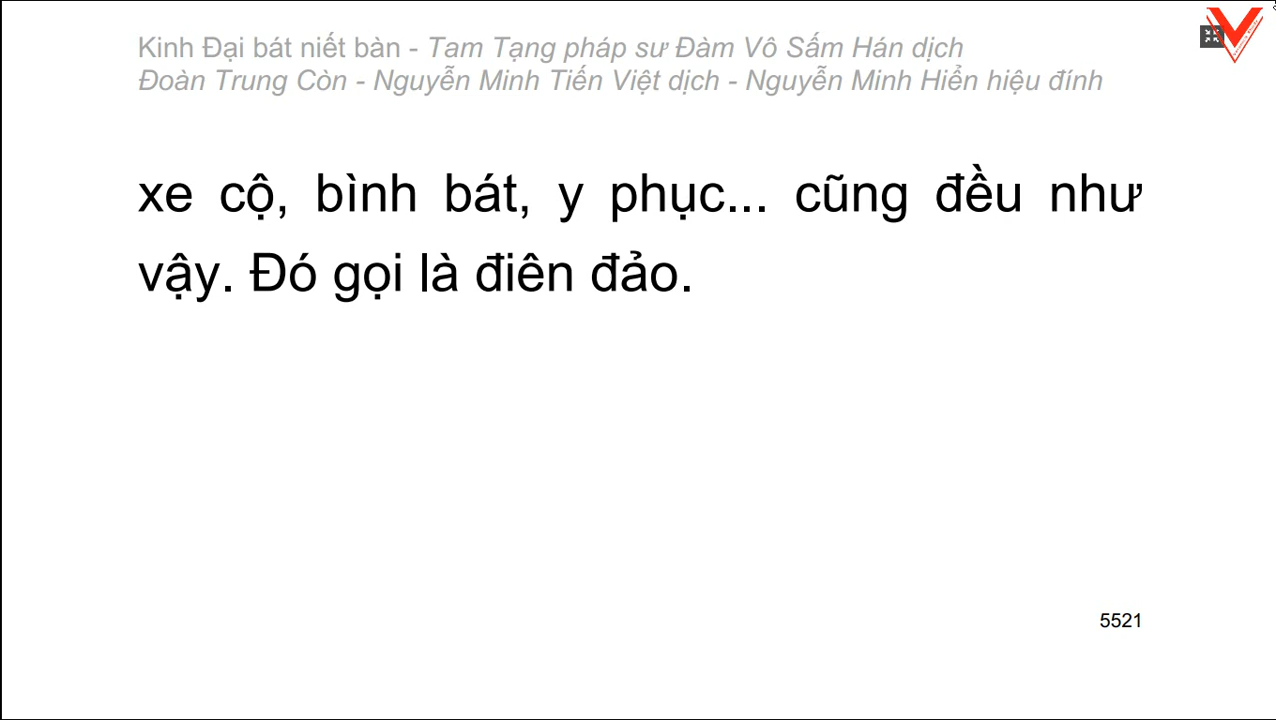 Kinh Đại bát niết bàn - Tam Tạng pháp sư Đàm Vô Sấm Hán dịch
Đoàn Trung Còn - Nguyễn Minh Tiến Việt dịch - Nguyễn Minh Hiển hiệu đính
xe cộ, bình bát, y phục... cũng đều như
vậy. Đó gọi là điên đảo.
5521